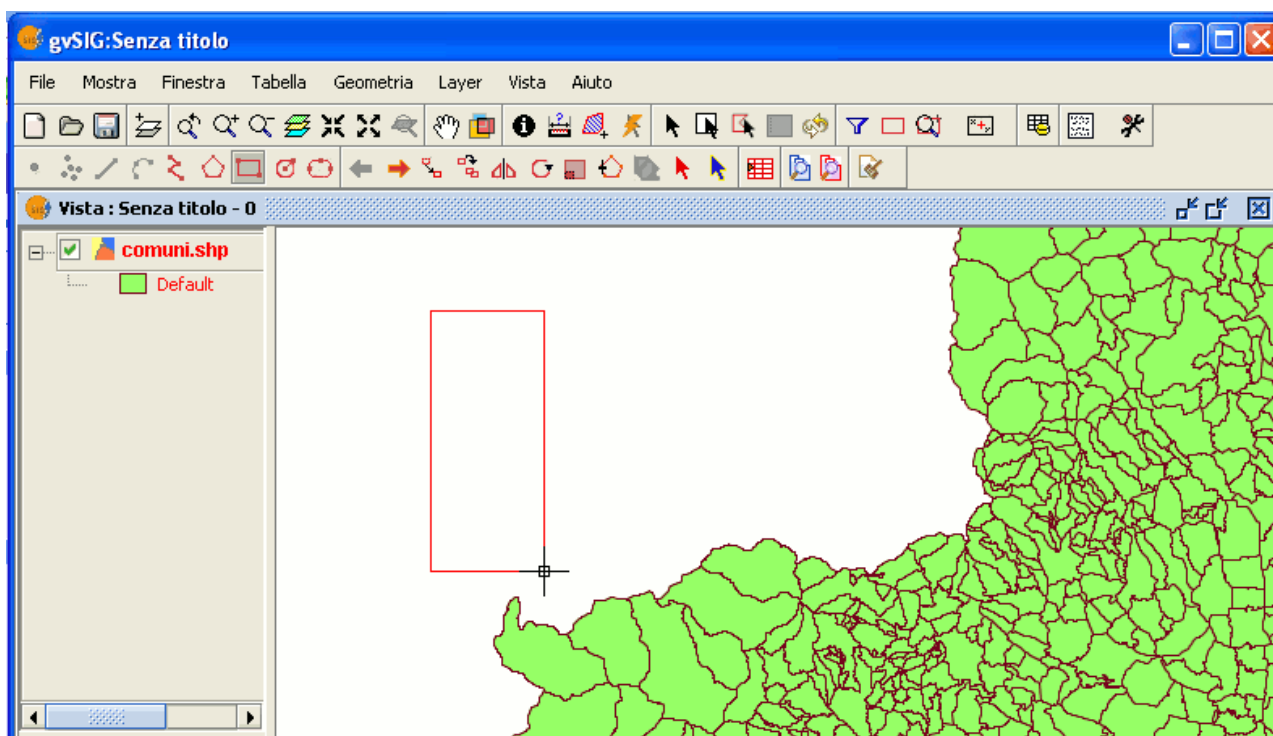 gvSIG:Senza titolo
File Mostra Finestra Tabella Geometria Layer Vista Aiuto
Vista : Senza titolo - 0
comuni.shp
Default